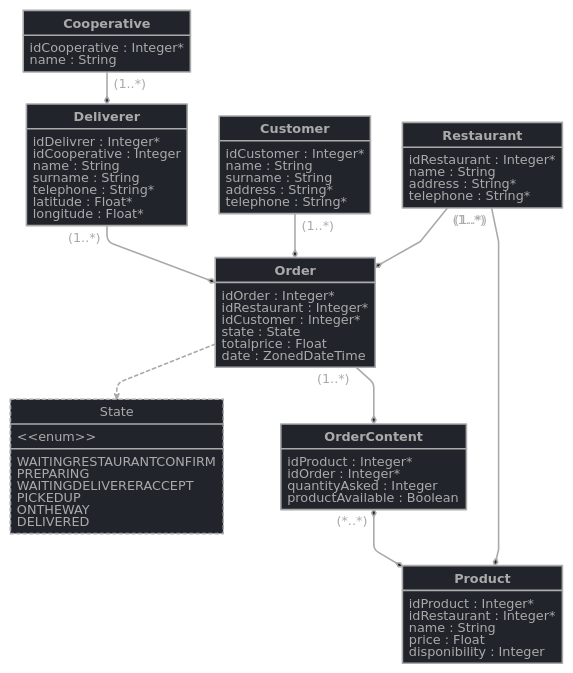 Cooperative
idCooperative : Integer*
name : String
(1..*)
Deliverer
idDelivrer : Integer*
idCooperative : Integer
name : String
surname : String
telephone : String*
latitude : Float*
longitude : Float*
(1..*)
Customer
idCustomer : Integer*
name : String
surname : String
address : String*
telephone : String*
(1..*)
Restaurant
idRestaurant : Integer*
name : String
address : String*
telephone : String*
(1..*)
Order
idOrder : Integer*
idRestaurant : Integer*
idCustomer : Integer*
state : State
totalprice : Float
date : ZonedDateTime
(1..*)
State
<<enum>>
WAITINGRESTAURANTCONFIRM
PREPARING
WAITINGDELIVERERACCEPT
PICKEDUP
ONTHEWAY
DELIVERED
OrderContent
idProduct : Integer*
idOrder : Integer*
quantityAsked : Integer
productAvailable : Boolean
(*..*)
Product
idProduct : Integer*
idRestaurant : Integer*
name : String
price : Float
disponibility : Integer